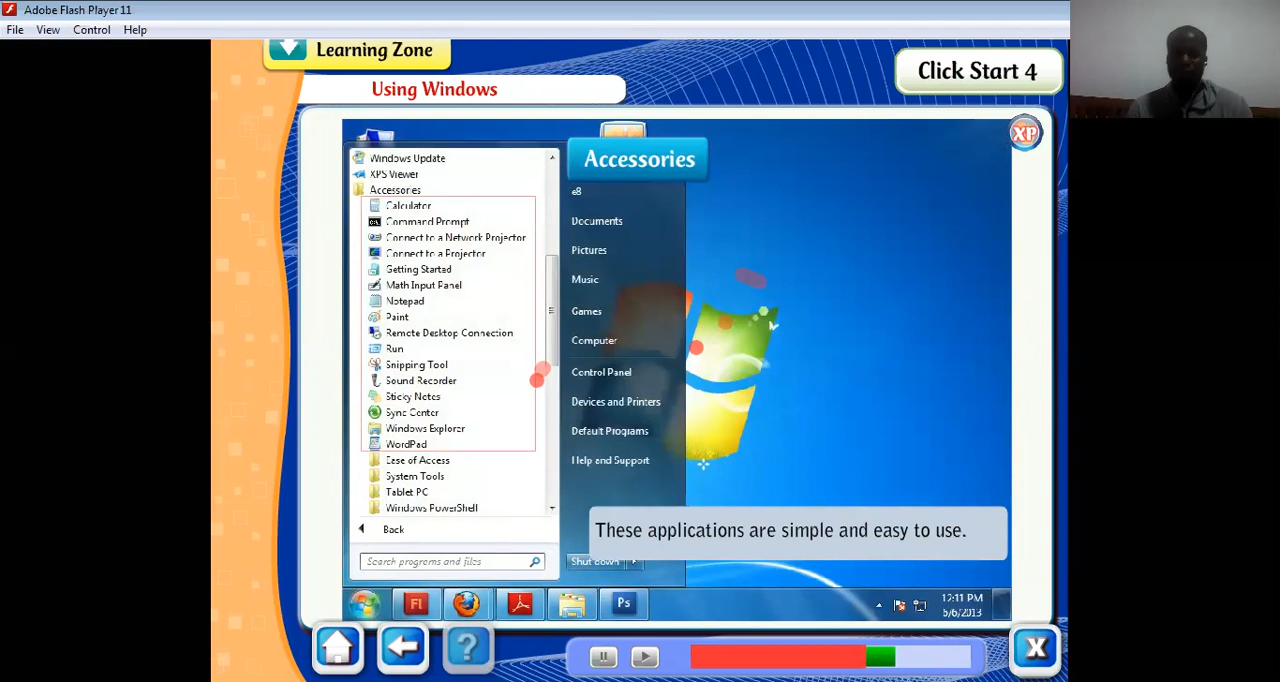 Adobe Flash Player 11
File View Control Help
Learning Zone
Click Start 4
Using Windows
XP
Accessories
Windows Update
XPS Viewer
Accessories
Calculator
Command Prompt
Connect to a Network Projector
Connect to a Projector
Getting Started
Math Input Panel
Notepad
Paint
Remote Desktop Connection
Run
Snipping Tool
Sound Recorder
Sticky Notes
Sync Center
Windows Explorer
WordPad
Ease of Access
System Tools
Tablet PC
Windows PowerShell
Back
Search programs and files
e8
Documents
Pictures
Music
Games
Computer
Control Panel
Devices and Printers
Default Programs
Help and Support
Shut down
These applications are simple and easy to use.
Fl
Ps
12:11 PM
5/6/2013
?
X